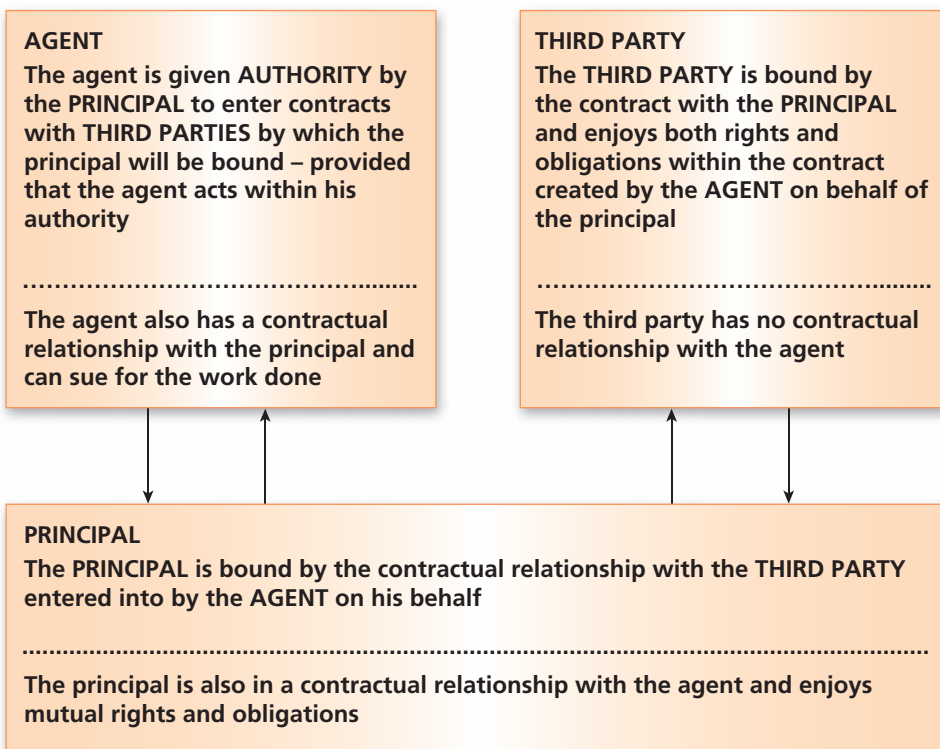 AGENT
The agent is given AUTHORITY by
the PRINCIPAL to enter contracts
with THIRD PARTIES by which the
principal will be bound – provided
that the agent acts within his
authority
The agent also has a contractual
relationship with the principal and
can sue for the work done
THIRD PARTY
The THIRD PARTY is bound by
the contract with the PRINCIPAL
and enjoys both rights and
obligations within the contract
created by the AGENT on behalf of
the principal
The third party has no contractual
relationship with the agent
PRINCIPAL
The PRINCIPAL is bound by the contractual relationship with the THIRD PARTY
entered into by the AGENT on his behalf
The principal is also in a contractual relationship with the agent and enjoys
mutual rights and obligations